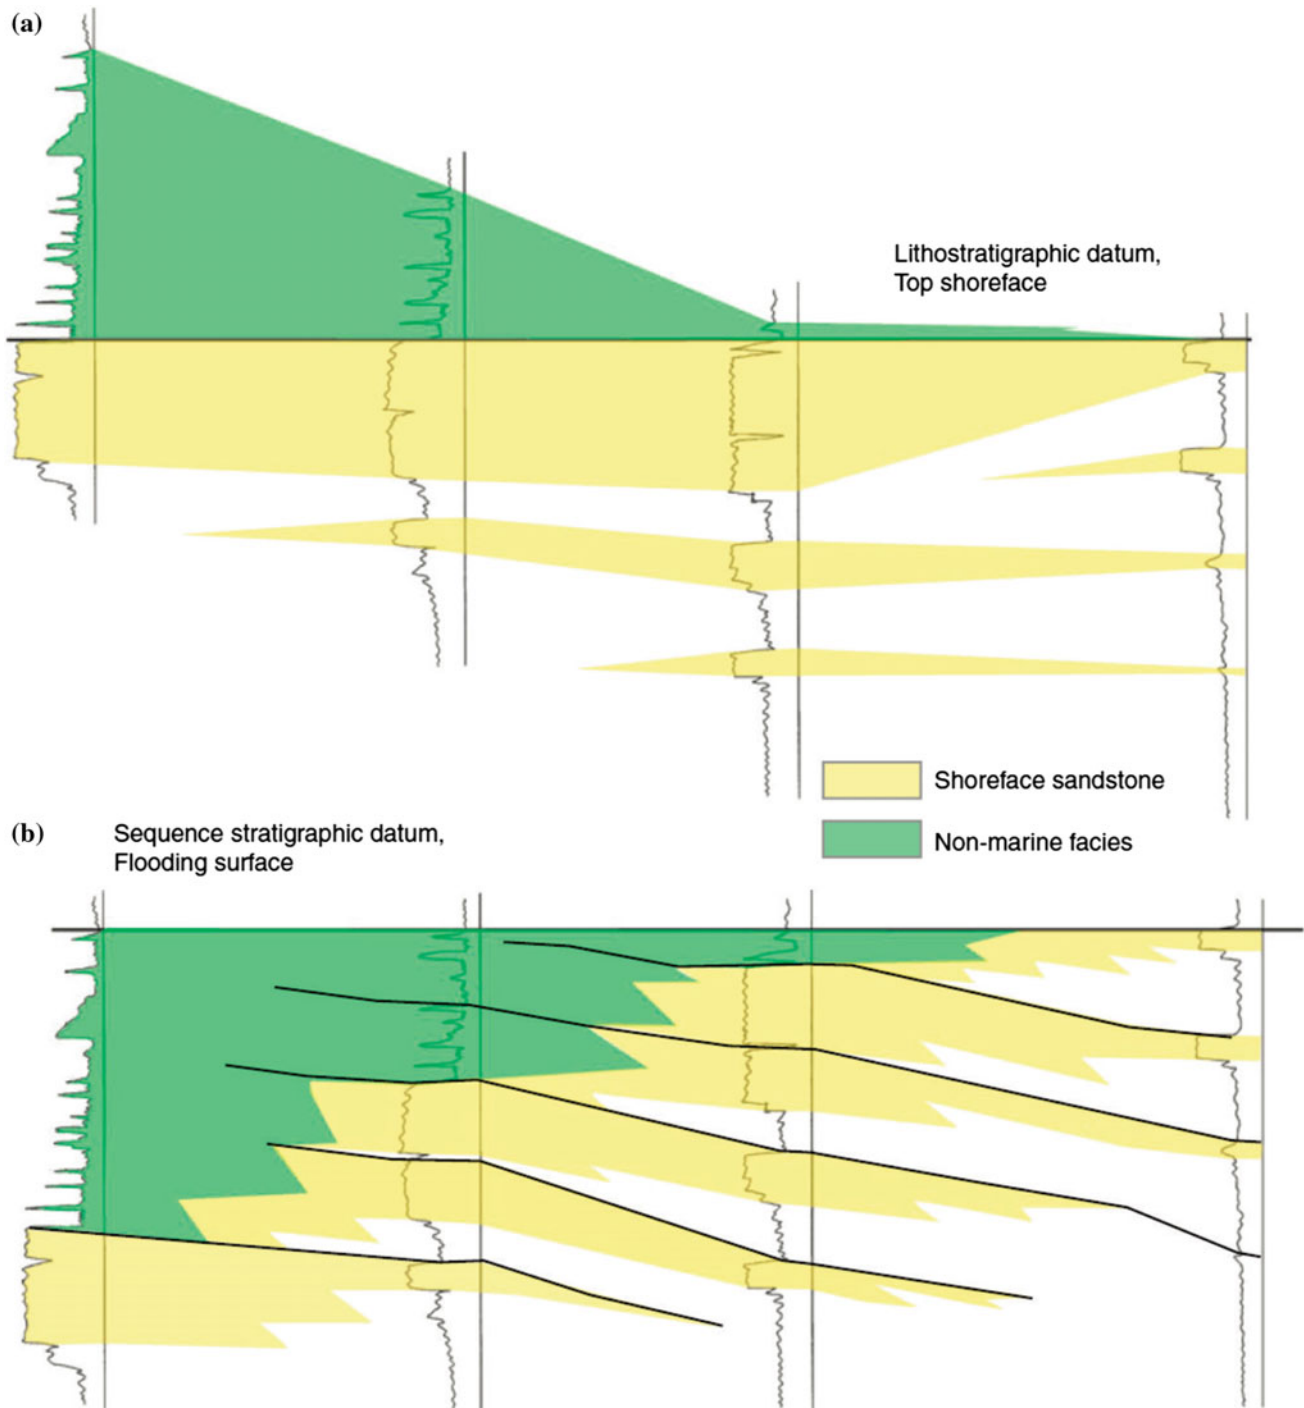 (a)
Lithostratigraphic datum,
Top shoreface
Shoreface sandstone
Non-marine facies
(b)
Sequence stratigraphic datum,
Flooding surface